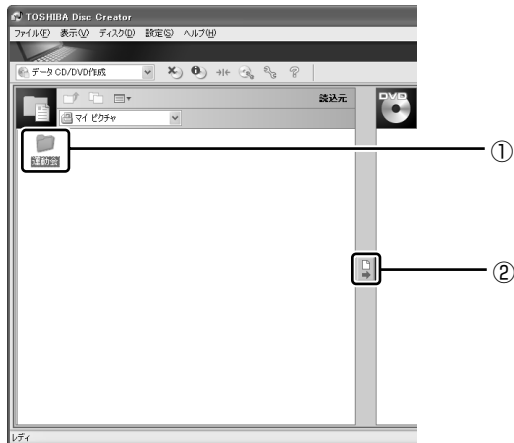 TOSHIBA Disc Creator
ファイル(F) 表示(V) ディスク(D) 設定(S) ヘルプ(H)
データ CD/DVD作成
読込元
DVD
マイ ピクチャ
運動会
①
②
レディ